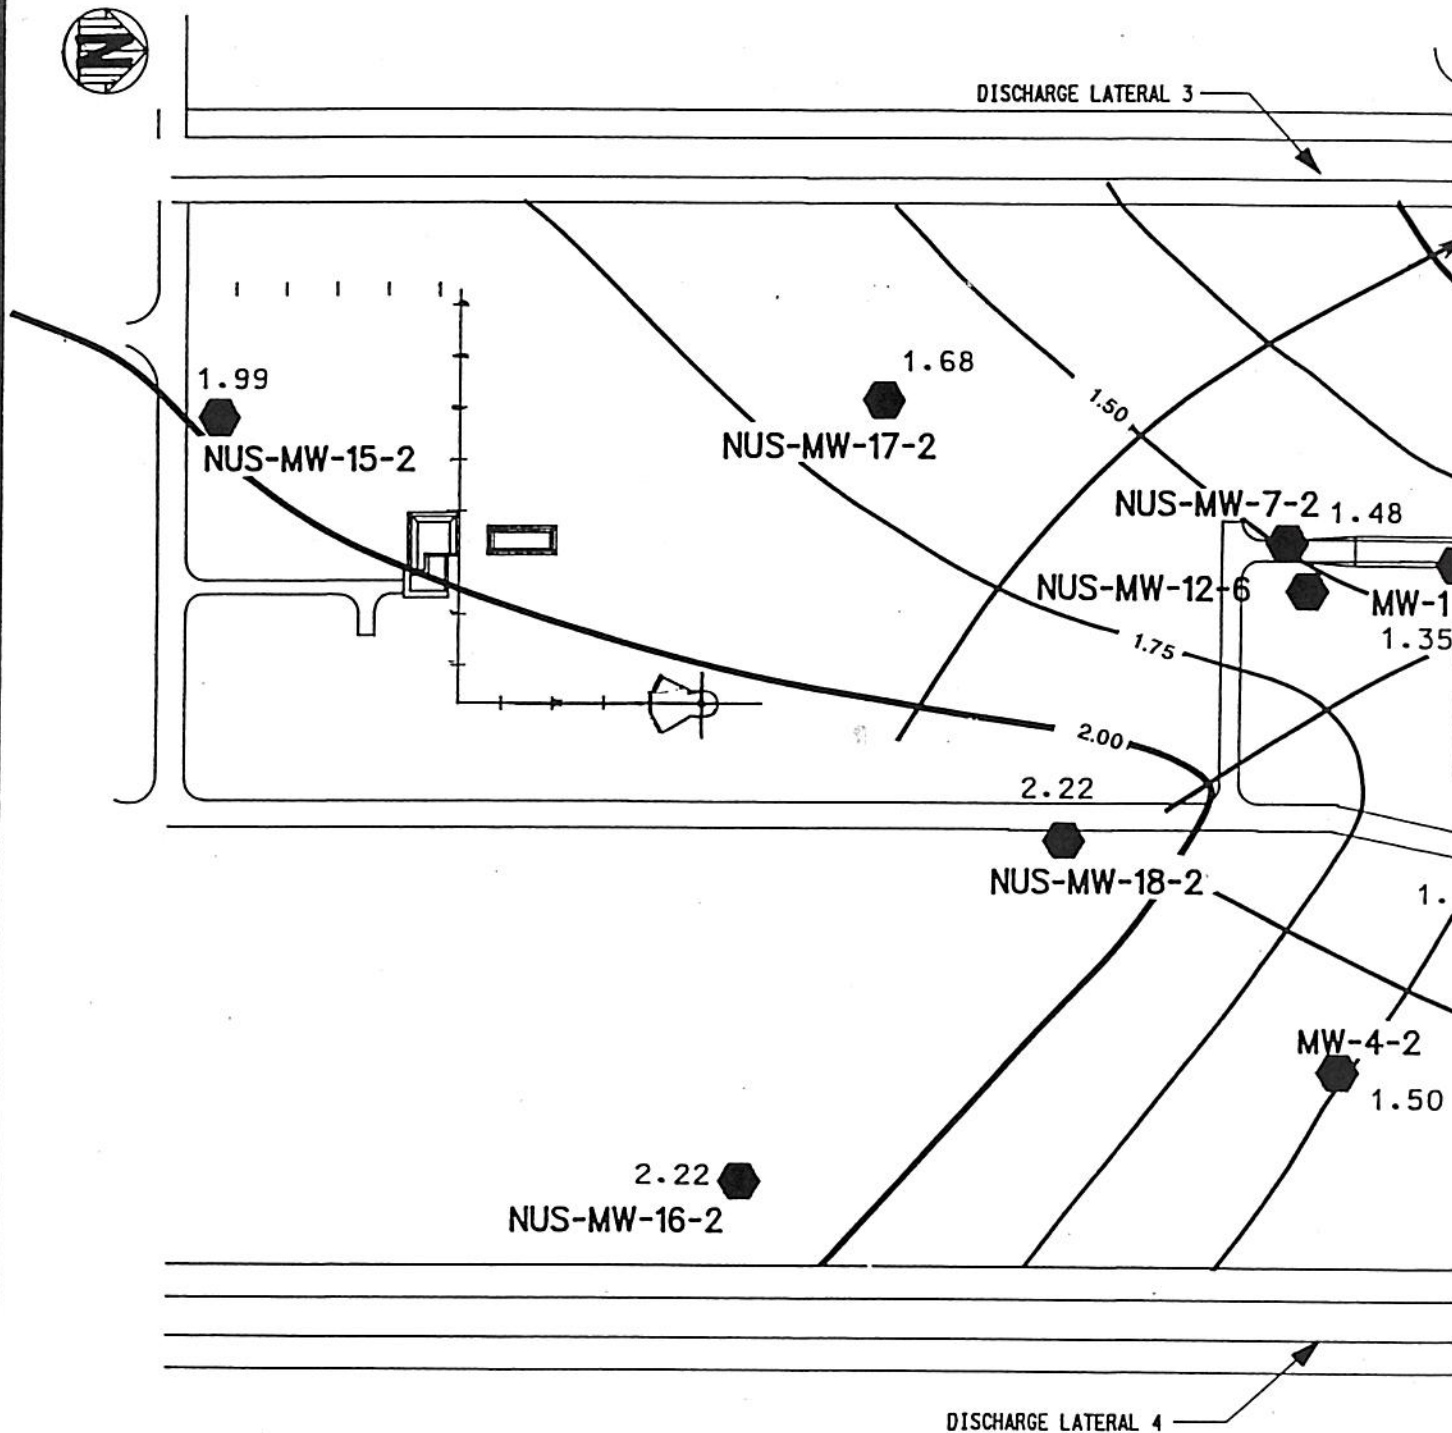 N
DISCHARGE LATERAL 3
1.99
NUS-MW-15-2
1.68
NUS-MW-17-2
1.50
NUS-MW-7-2
1.48
NUS-MW-12-6
MW-1
1.35
1.75
2.00
2.22
NUS-MW-18-2
1.
MW-4-2
1.50
2.22
NUS-MW-16-2
DISCHARGE LATERAL 4